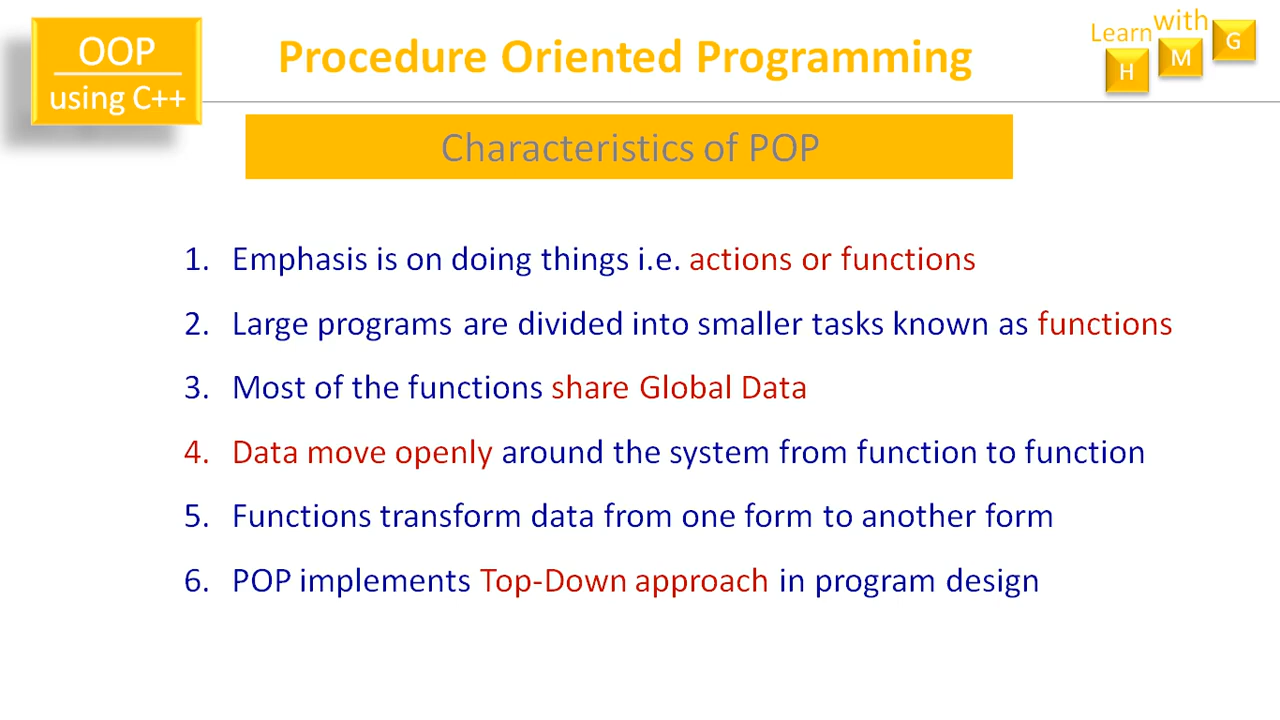 OOP
using C++
Procedure Oriented Programming
Learn with
H M G
Characteristics of POP
1. Emphasis is on doing things i.e. actions or functions
2. Large programs are divided into smaller tasks known as functions
3. Most of the functions share Global Data
4. Data move openly around the system from function to function
5. Functions transform data from one form to another form
6. POP implements Top-Down approach in program design